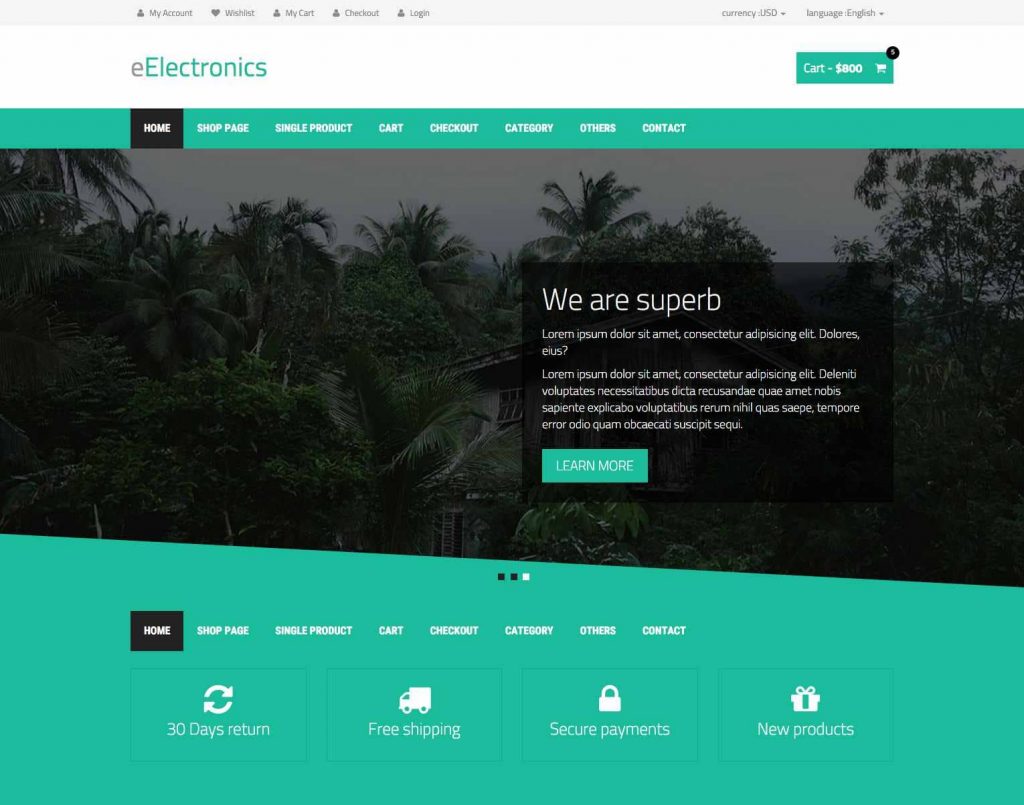 My Account Wishlist My Cart Checkout Login currency :USD language :English
eElectronics
Cart - $800
5
HOME SHOP PAGE SINGLE PRODUCT CART CHECKOUT CATEGORY OTHERS CONTACT
We are superb
Lorem ipsum dolor sit amet, consectetur adipisicing elit. Dolores,
eius?
Lorem ipsum dolor sit amet, consectetur adipisicing elit. Deleniti
voluptates necessitatibus dicta recusandae quae amet nobis
sapiente explicabo voluptatibus rerum nihil quas saepe, tempore
error odio quam obcaecati suscipit sequi.
LEARN MORE
HOME SHOP PAGE SINGLE PRODUCT CART CHECKOUT CATEGORY OTHERS CONTACT
30 Days return Free shipping Secure payments New products